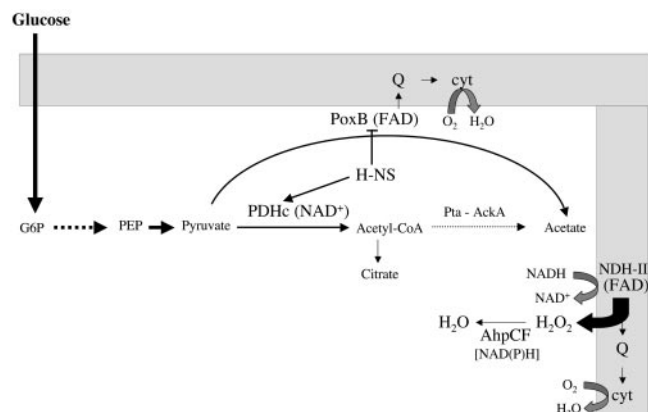 Glucose
Q cyt
PoxB (FAD) O₂ H₂O
H-NS
PDHc (NAD⁺)
G6P PEP Pyruvate Acetyl-CoA Pta - AckA Acetate
Citrate
NADH NDH-II
(FAD)
NAD⁺
H₂O H₂O₂
AhpCF
[NAD(P)H]
Q
O₂
cyt
H₂O